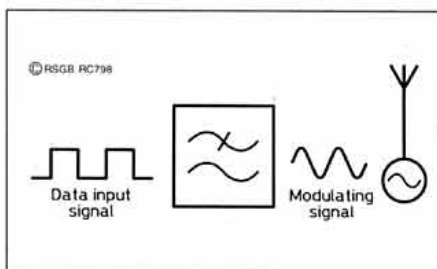 ©RSGB RC798
Data input
signal
Modulating
signal